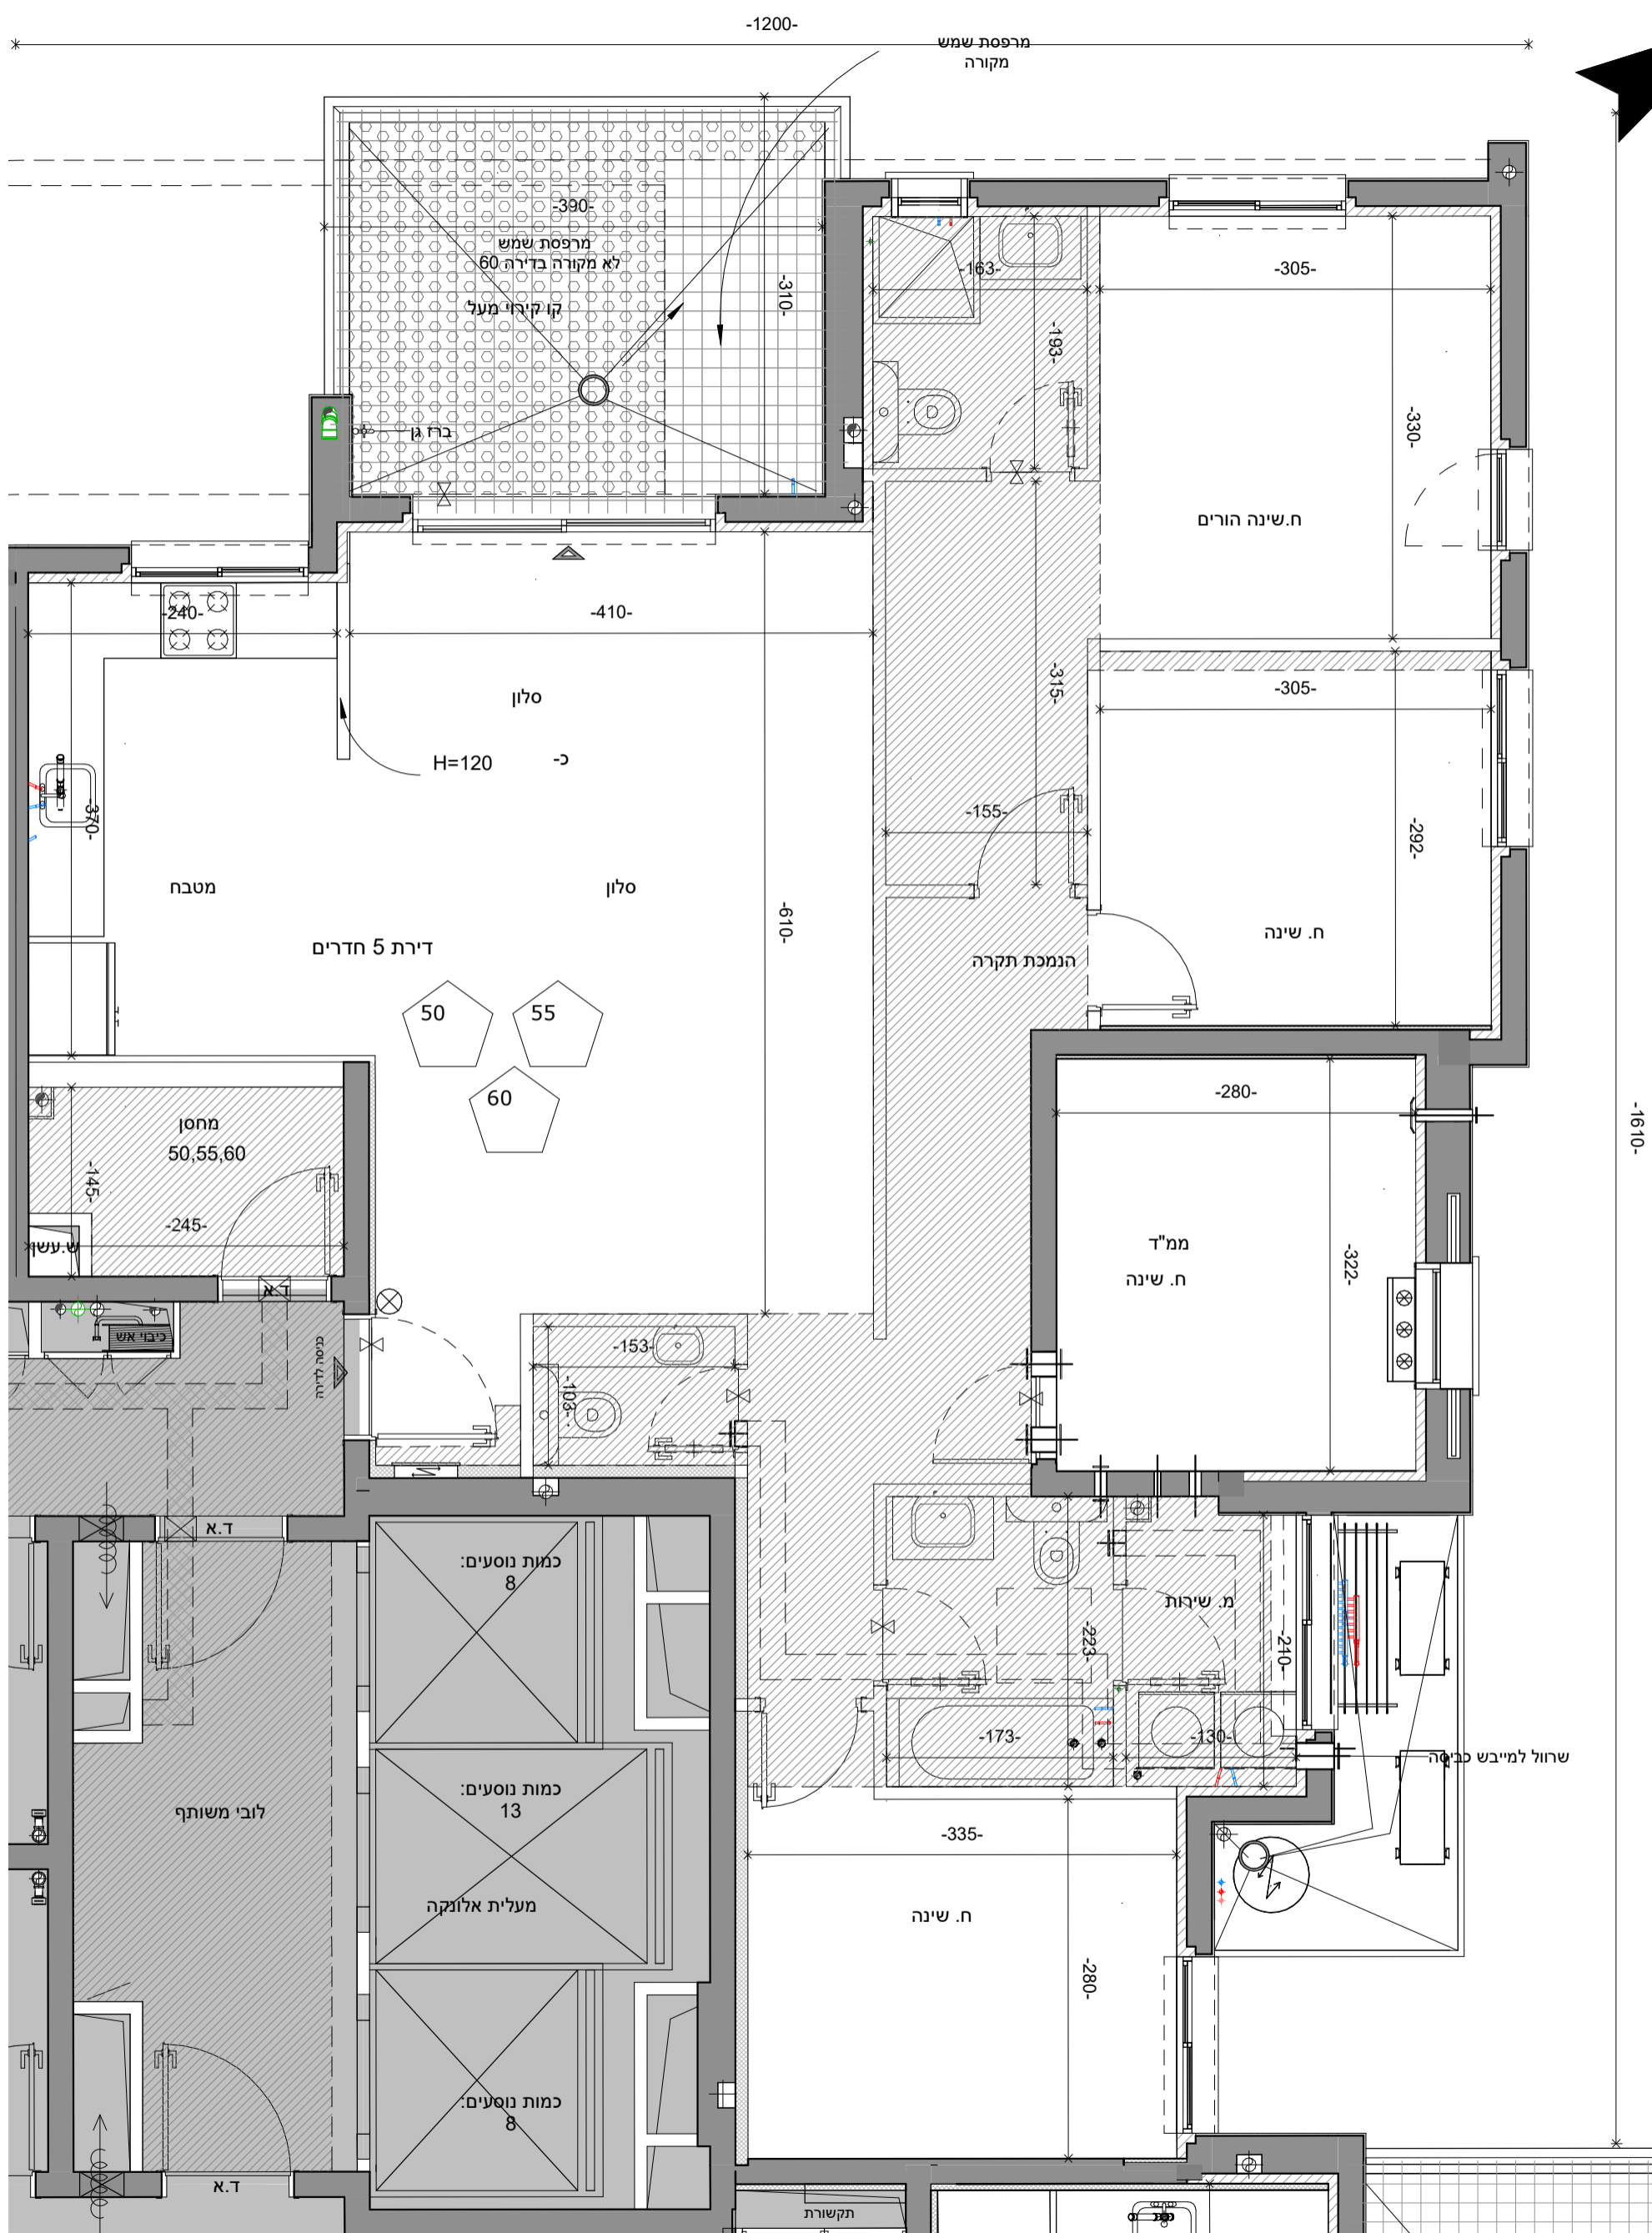 -1200-
מרפסת שמש
מקורה
-390-
מרפסת שמש
לא מקורה בדירה 60
קו קירוי מעל
-310-
ברז גן
-163-
-193-
-305-
-330-
ח.שינה הורים
-240-
-410-
סלון
H=120
כ-
-370-
מטבח
סלון
-610-
דירת 5 חדרים
50
55
60
-315-
-155-
-305-
-292-
ח. שינה
הנמכת תקרה
מחסן
50,55,60
-145-
-245-
ש.עשן
ד.א
כיבוי אש
כניסה לדירה
-153-
-103-
-280-
ממ"ד
ח. שינה
-322-
-1610-
ד.א
כמות נוסעים:
8
כמות נוסעים:
13
מעלית אלונקה
כמות נוסעים:
8
לובי משותף
ד.א
מ. שירות
-223-
-210-
-173-
-130-
שרוול למייבש כביסה
-335-
ח. שינה
-280-
תקשורת